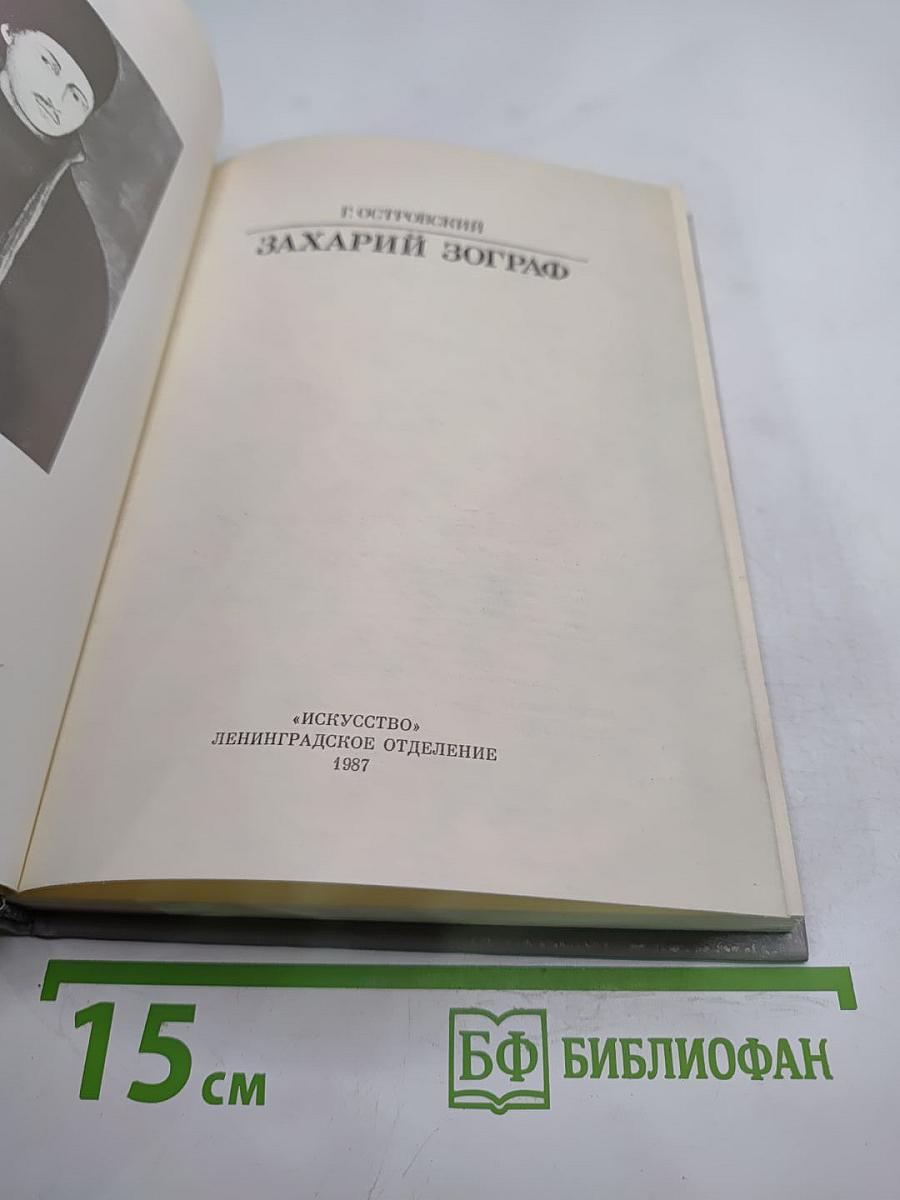 Г. ОСТРОВСКИЙ
ЗАХАРИЙ ЗОГРАФ
«ИСКУССТВО»
ЛЕНИНГРАДСКОЕ ОТДЕЛЕНИЕ
1987
15 см
БФ БИБЛИОФАН